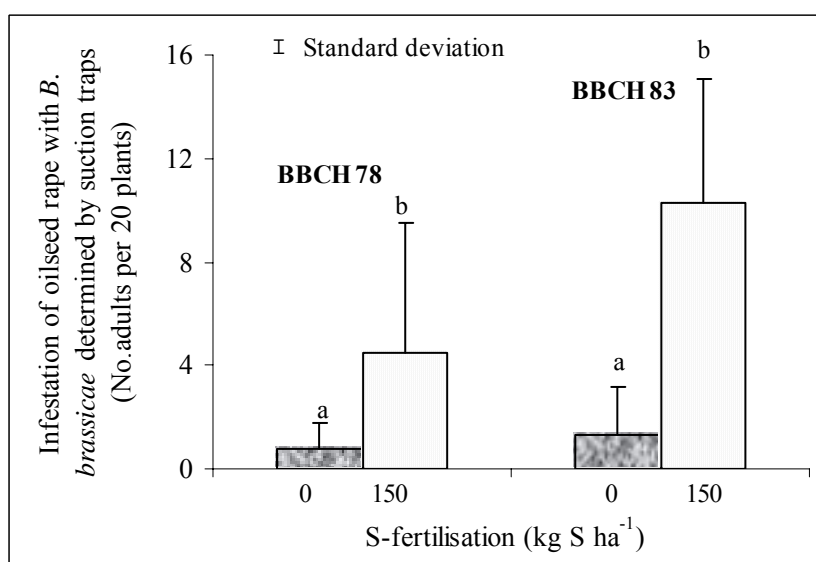 Infestation of oilseed rape with B.
brassicae determined by suction traps
(No.adults per 20 plants)
16
12
8
4
0
Standard deviation
BBCH 78
BBCH 83
a
b
a
b
0
150
0
150
S-fertilisation (kg S ha⁻¹)